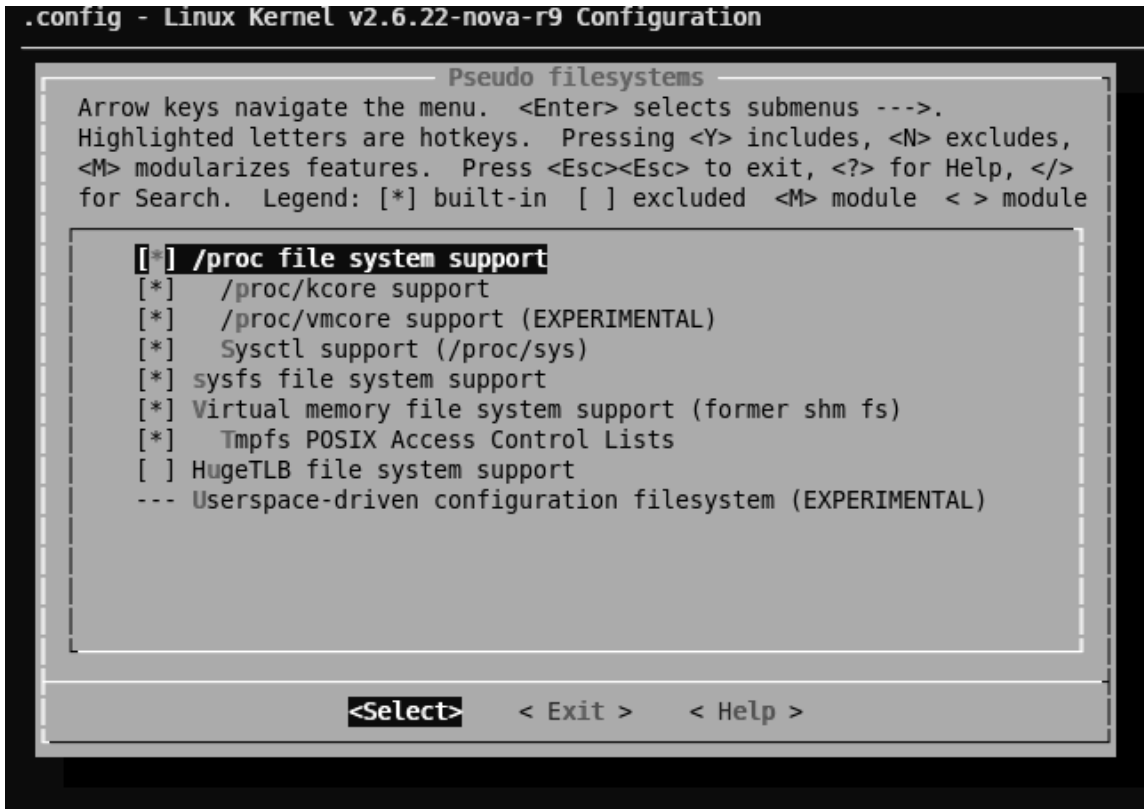 .config - Linux Kernel v2.6.22-nova-r9 Configuration
Pseudo filesystems
Arrow keys navigate the menu.  <Enter> selects submenus --->.
Highlighted letters are hotkeys.  Pressing <Y> includes, <N> excludes,
<M> modularizes features.  Press <Esc><Esc> to exit, <?> for Help, </>
for Search.  Legend: [*] built-in  [ ] excluded  <M> module  < > module
[*] /proc file system support
[*]   /proc/kcore support
[*]   /proc/vmcore support (EXPERIMENTAL)
[*]   Sysctl support (/proc/sys)
[*] sysfs file system support
[*] Virtual memory file system support (former shm fs)
[*]   Tmpfs POSIX Access Control Lists
[ ] HugeTLB file system support
--- Userspace-driven configuration filesystem (EXPERIMENTAL)
<Select>    < Exit >    < Help >